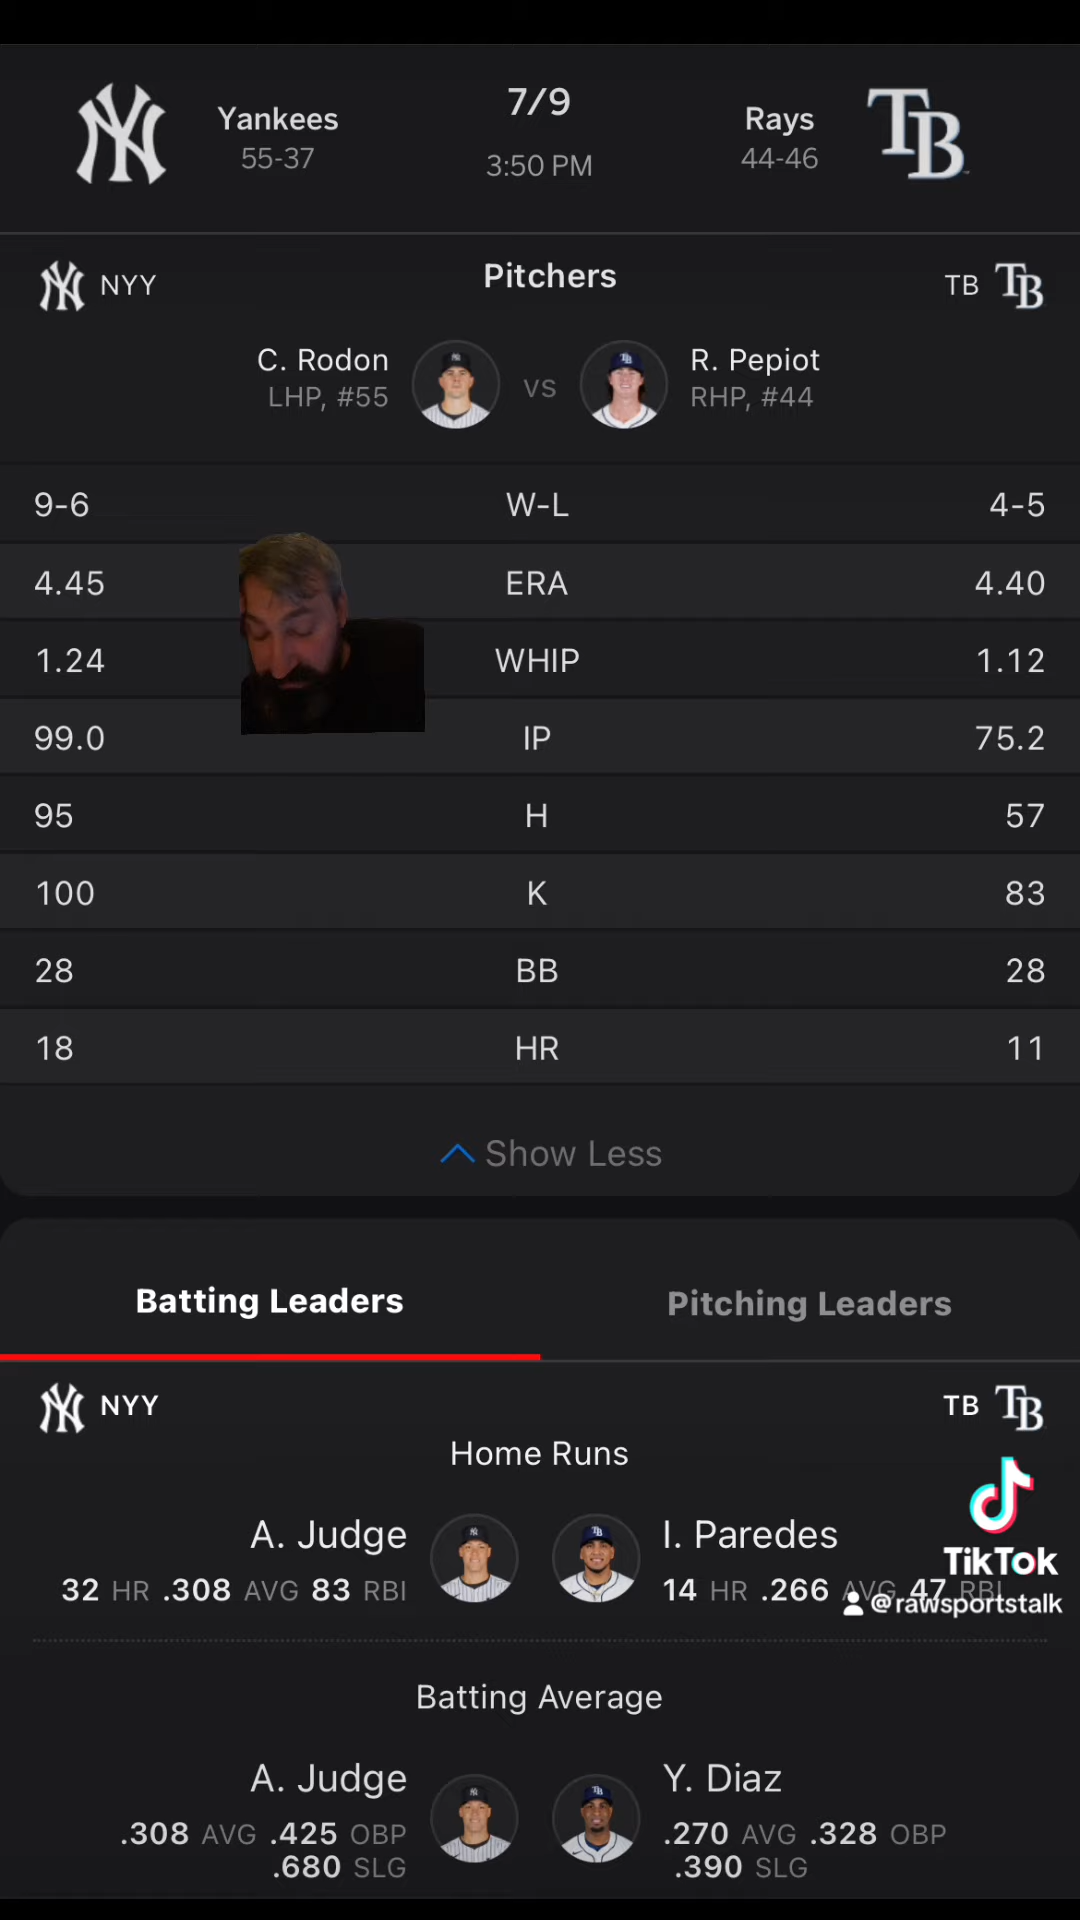 Yankees
55-37
7/9
3:50 PM
Rays
44-46
NYY
Pitchers
TB
C. Rodon
LHP, #55
vs
R. Pepiot
RHP, #44
9-6 W-L 4-5
4.45 ERA 4.40
1.24 WHIP 1.12
99.0 IP 75.2
95 H 57
100 K 83
28 BB 28
18 HR 11
Show Less
Batting Leaders
Pitching Leaders
NYY
TB
Home Runs
A. Judge
32 HR .308 AVG 83 RBI
I. Paredes
14 HR .266 AVG 47 RBI
TikTok
@rawsportstalk
Batting Average
A. Judge
.308 AVG .425 OBP
.680 SLG
Y. Diaz
.270 AVG .328 OBP
.390 SLG